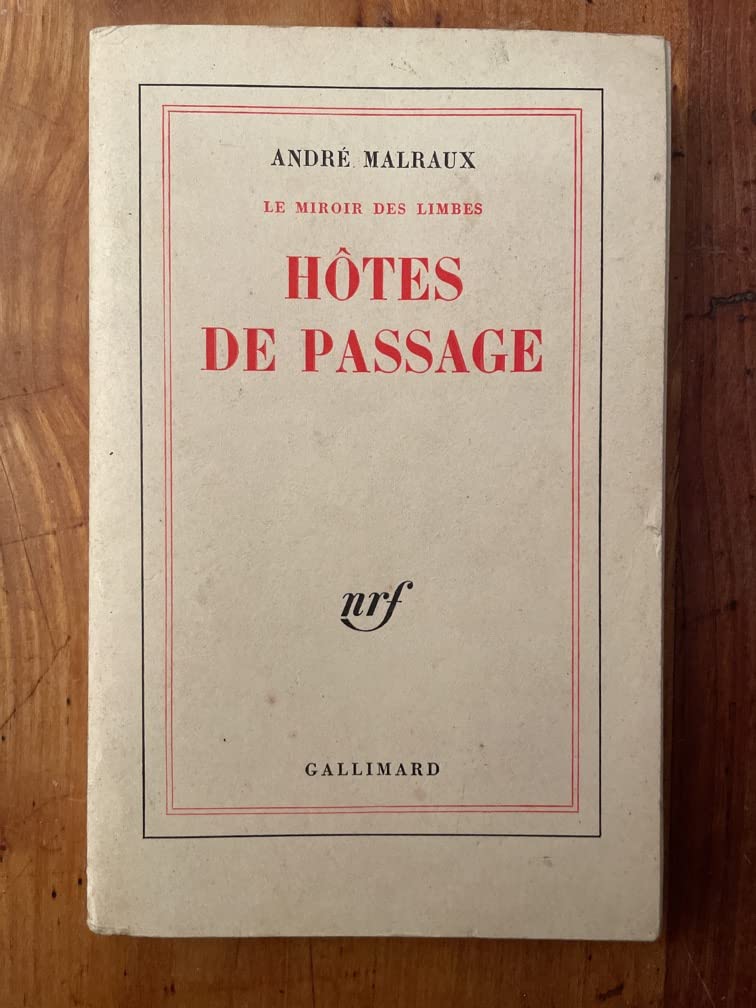 ANDRÉ MALRAUX
LE MIROIR DES LIMBES
HÔTES
DE PASSAGE
nrf
GALLIMARD